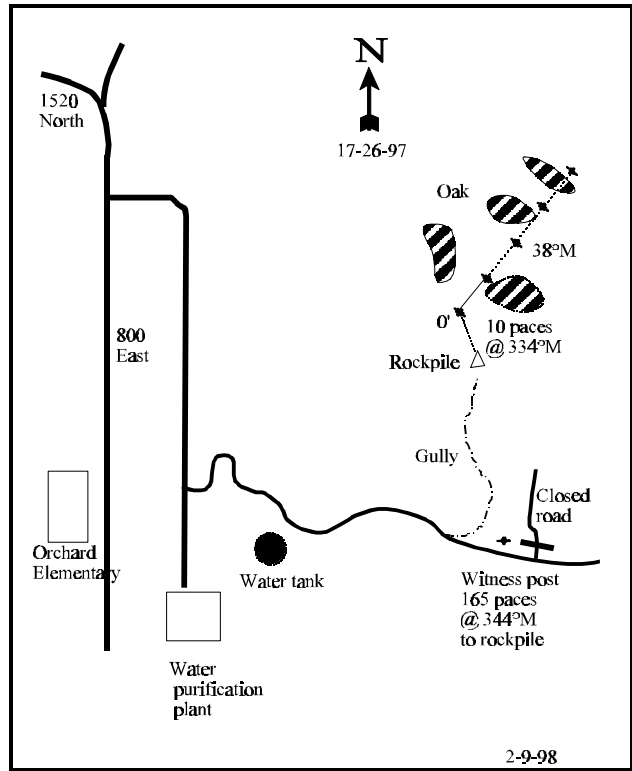 N
1520
North
17-26-97
Oak
38°M
0'
10 paces
@ 334°M
800
East
Rockpile
Gully
Closed
road
Orchard
Elementary
Water tank
Witness post
165 paces
@ 344°M
to rockpile
Water
purification
plant
2-9-98